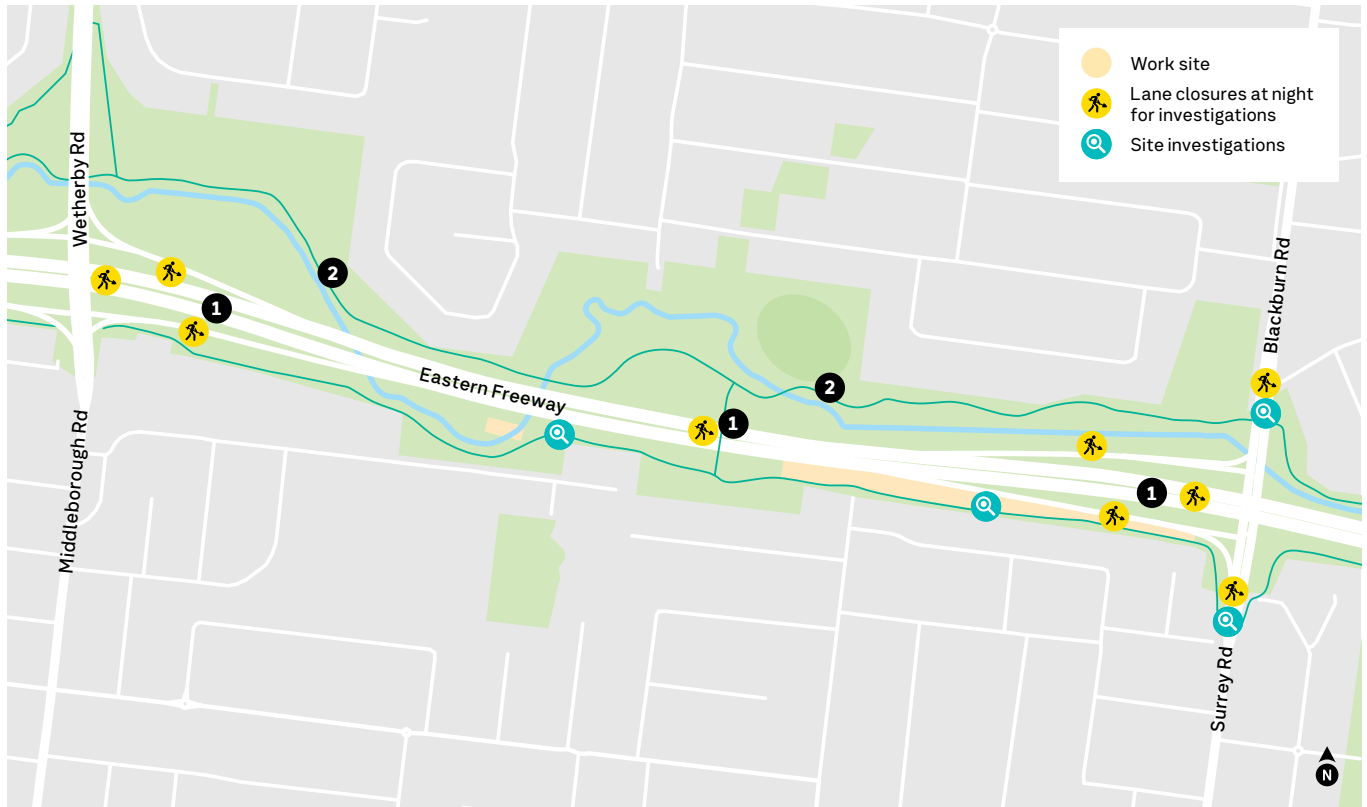 Work site
Lane closures at night
for investigations
Site investigations
Wetherby Rd
Blackburn Rd
2
1
Eastern Freeway
2
1
Middleborough Rd
1
Surrey Rd
N